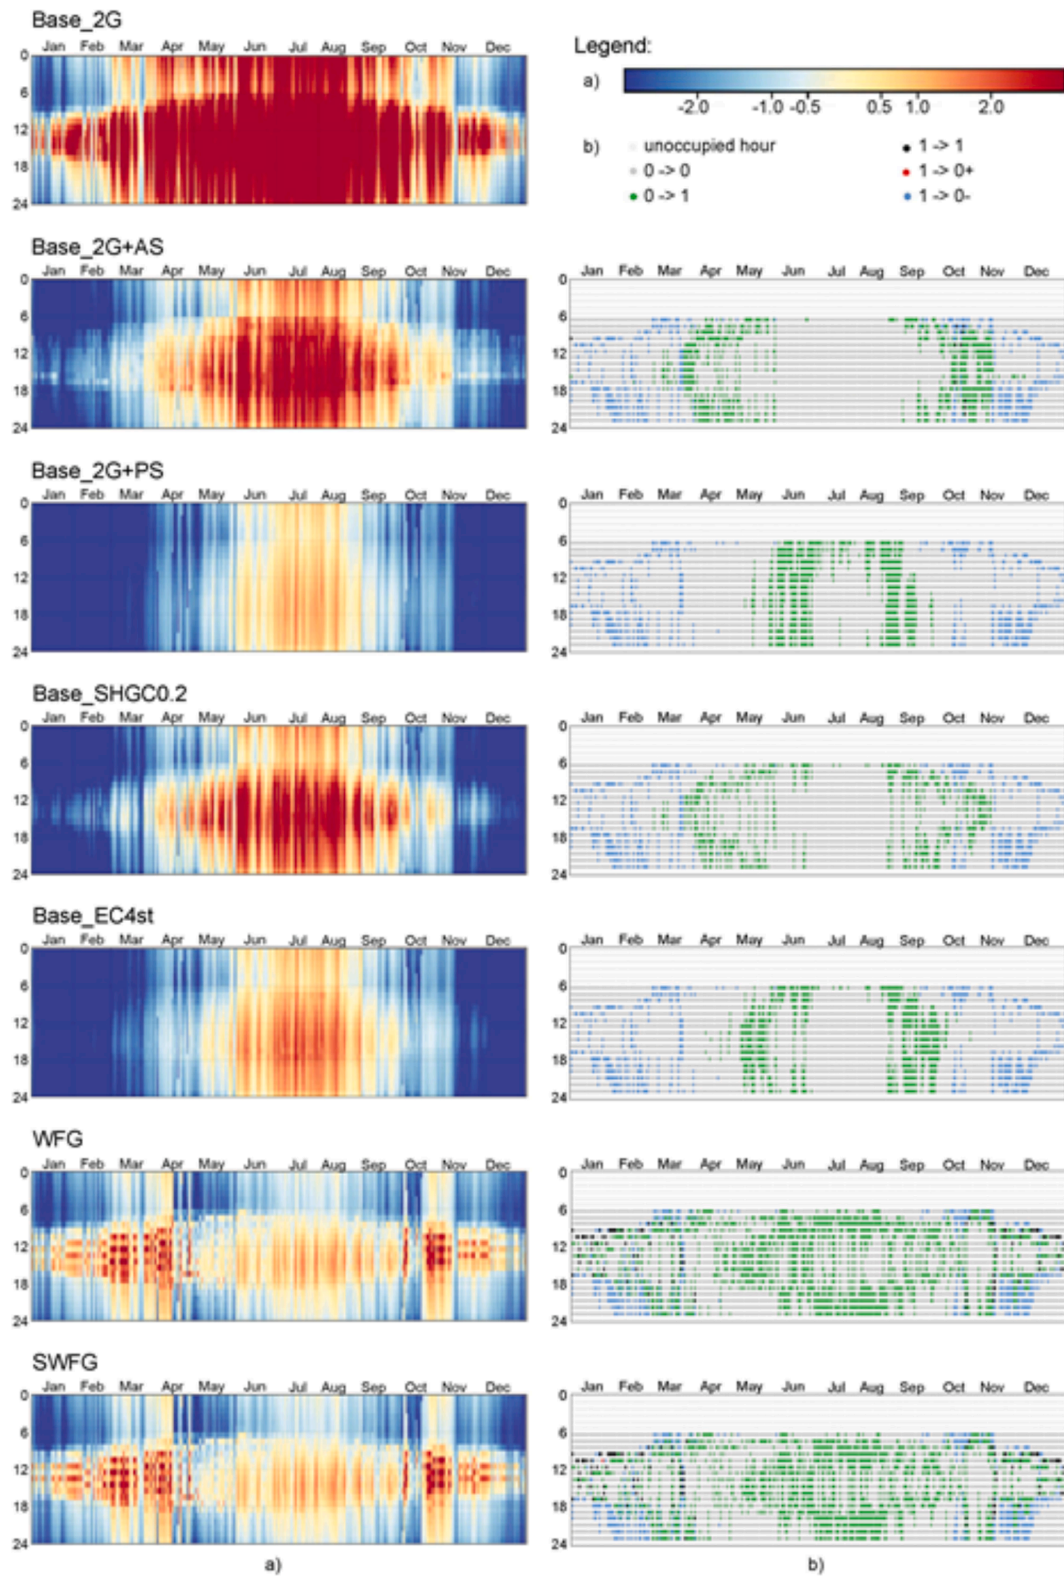 Base_2G
Jan Feb Mar Apr May Jun Jul Aug Sep Oct Nov Dec
0
6
12
18
24
Legend:
a)
-2.0 -1.0 -0.5 0.5 1.0 2.0
b) unoccupied hour 1 -> 1
0 -> 0 1 -> 0+
0 -> 1 1 -> 0-
Base_2G+AS
Jan Feb Mar Apr May Jun Jul Aug Sep Oct Nov Dec
0
6
12
18
24
Jan Feb Mar Apr May Jun Jul Aug Sep Oct Nov Dec
0
6
12
18
24
Base_2G+PS
Jan Feb Mar Apr May Jun Jul Aug Sep Oct Nov Dec
0
6
12
18
24
Jan Feb Mar Apr May Jun Jul Aug Sep Oct Nov Dec
0
6
12
18
24
Base_SHGC0.2
Jan Feb Mar Apr May Jun Jul Aug Sep Oct Nov Dec
0
6
12
18
24
Jan Feb Mar Apr May Jun Jul Aug Sep Oct Nov Dec
0
6
12
18
24
Base_EC4st
Jan Feb Mar Apr May Jun Jul Aug Sep Oct Nov Dec
0
6
12
18
24
Jan Feb Mar Apr May Jun Jul Aug Sep Oct Nov Dec
0
6
12
18
24
WFG
Jan Feb Mar Apr May Jun Jul Aug Sep Oct Nov Dec
0
6
12
18
24
Jan Feb Mar Apr May Jun Jul Aug Sep Oct Nov Dec
0
6
12
18
24
SWFG
Jan Feb Mar Apr May Jun Jul Aug Sep Oct Nov Dec
0
6
12
18
24
Jan Feb Mar Apr May Jun Jul Aug Sep Oct Nov Dec
0
6
12
18
24
a) b)